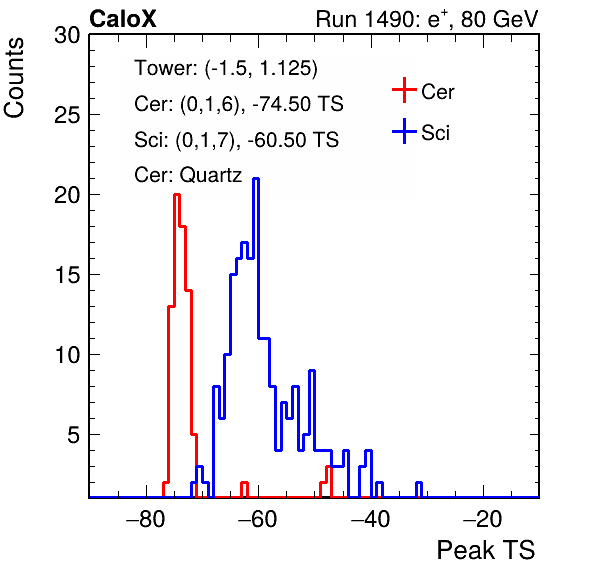 CaloX Run 1490: e⁺, 80 GeV
Counts
30
25
20
15
10
5
Tower: (-1.5, 1.125)
Cer: (0,1,6), -74.50 TS
Sci: (0,1,7), -60.50 TS
Cer: Quartz
Cer
Sci
−80 −60 −40 −20
Peak TS